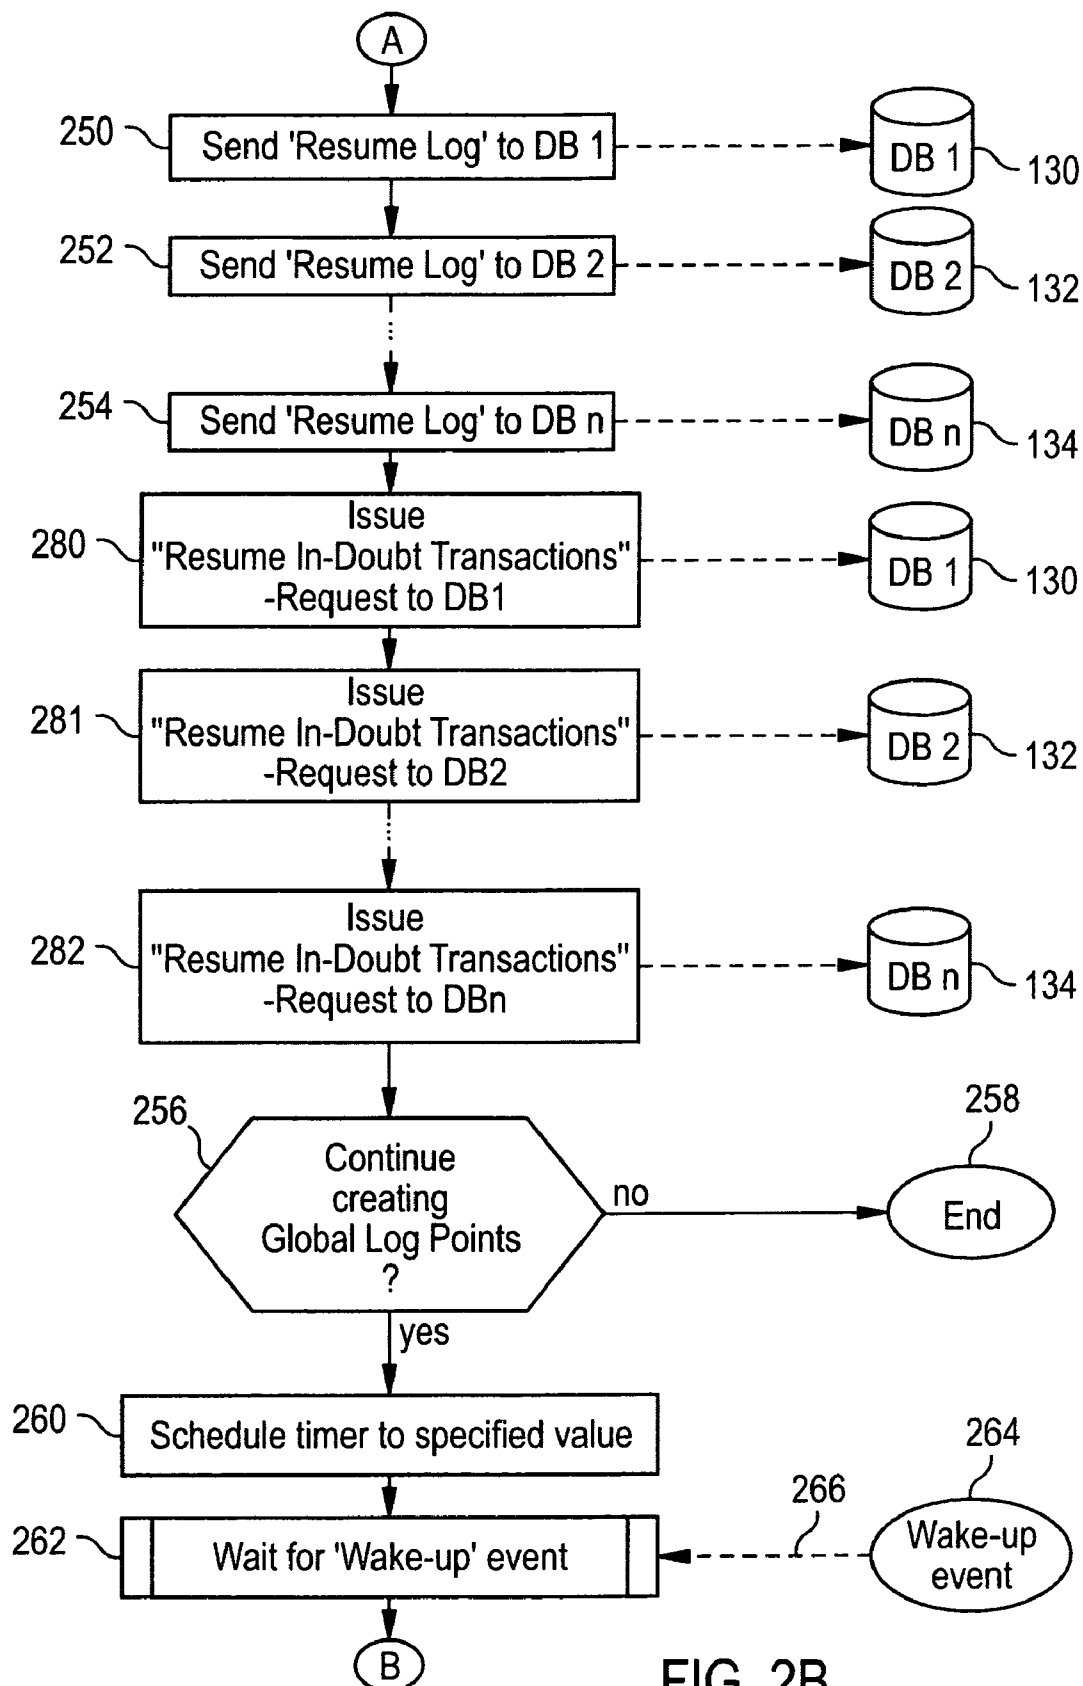 A
250
Send 'Resume Log' to DB 1
DB 1
130
252
Send 'Resume Log' to DB 2
DB 2
132
254
Send 'Resume Log' to DB n
DB n
134
280
Issue
"Resume In-Doubt Transactions"
-Request to DB1
DB 1
130
281
Issue
"Resume In-Doubt Transactions"
-Request to DB2
DB 2
132
282
Issue
"Resume In-Doubt Transactions"
-Request to DBn
DB n
134
256
Continue
creating
Global Log Points
?
no
258
End
yes
260
Schedule timer to specified value
262
Wait for 'Wake-up' event
266
264
Wake-up
event
B
FIG. 2B